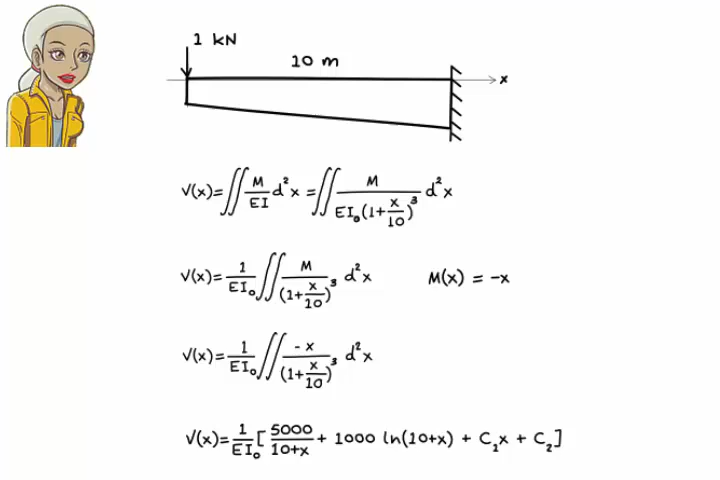 1 kN
10 m
x
V(x)=∬ M/EI d²x = ∬ M/EI₀(1+x/10)³ d²x
V(x)= 1/EI₀ ∬ M/(1+x/10)³ d²x M(x) = -x
V(x)= 1/EI₀ ∬ -x/(1+x/10)³ d²x
V(x)= 1/EI₀ [ 5000/10+x + 1000 ln(10+x) + C₁x + C₂ ]